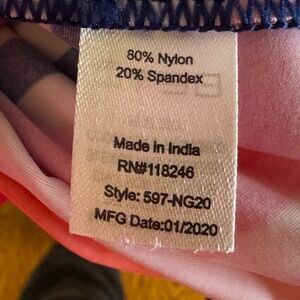 80% Nylon
20% Spandex
Made in India
RN#118246
Style: 597-NG20
MFG Date:01/2020